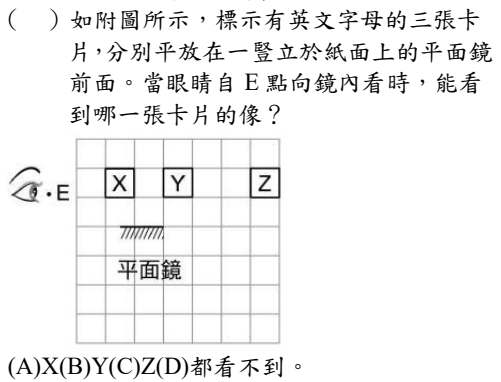 (　)如附圖所示,標示有英文字母的三張卡
片,分別平放在一豎立於紙面上的平面鏡
前面。當眼睛自 E 點向鏡內看時,能看
到哪一張卡片的像?
•E X Y Z
平面鏡
(A)X(B)Y(C)Z(D)都看不到。